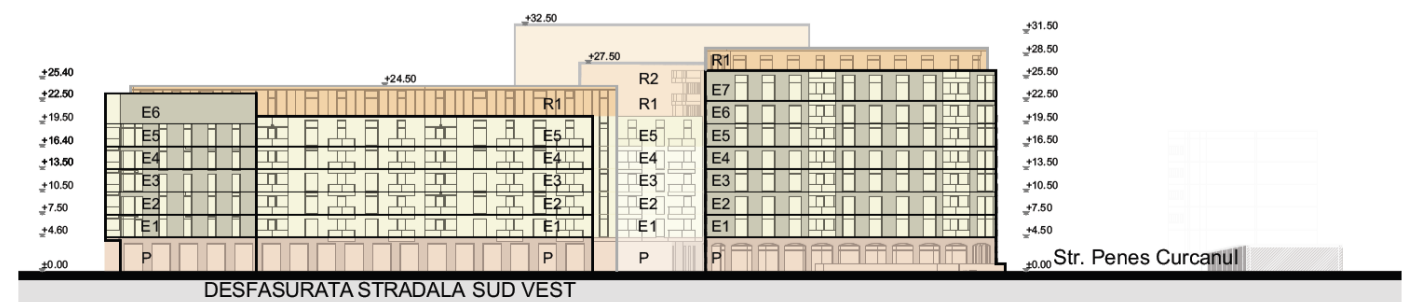 +32.50
+31.50
+28.50
+27.50
R1
+25.40
+24.50
R2
+25.50
E7
+22.50
+22.50
E6
R1
R1
E6
+19.50
+19.50
E5
E5
E5
E5
+16.40
+16.50
E4
E4
E4
E4
+13.50
+13.50
E3
E3
E3
E3
+10.50
+10.50
E2
E2
E2
E2
+7.50
+7.50
E1
E1
E1
E1
+4.60
+4.50
P
P
P
P
±0.00
±0.00
Str. Penes Curcanul
DESFASURATA STRADALA SUD VEST